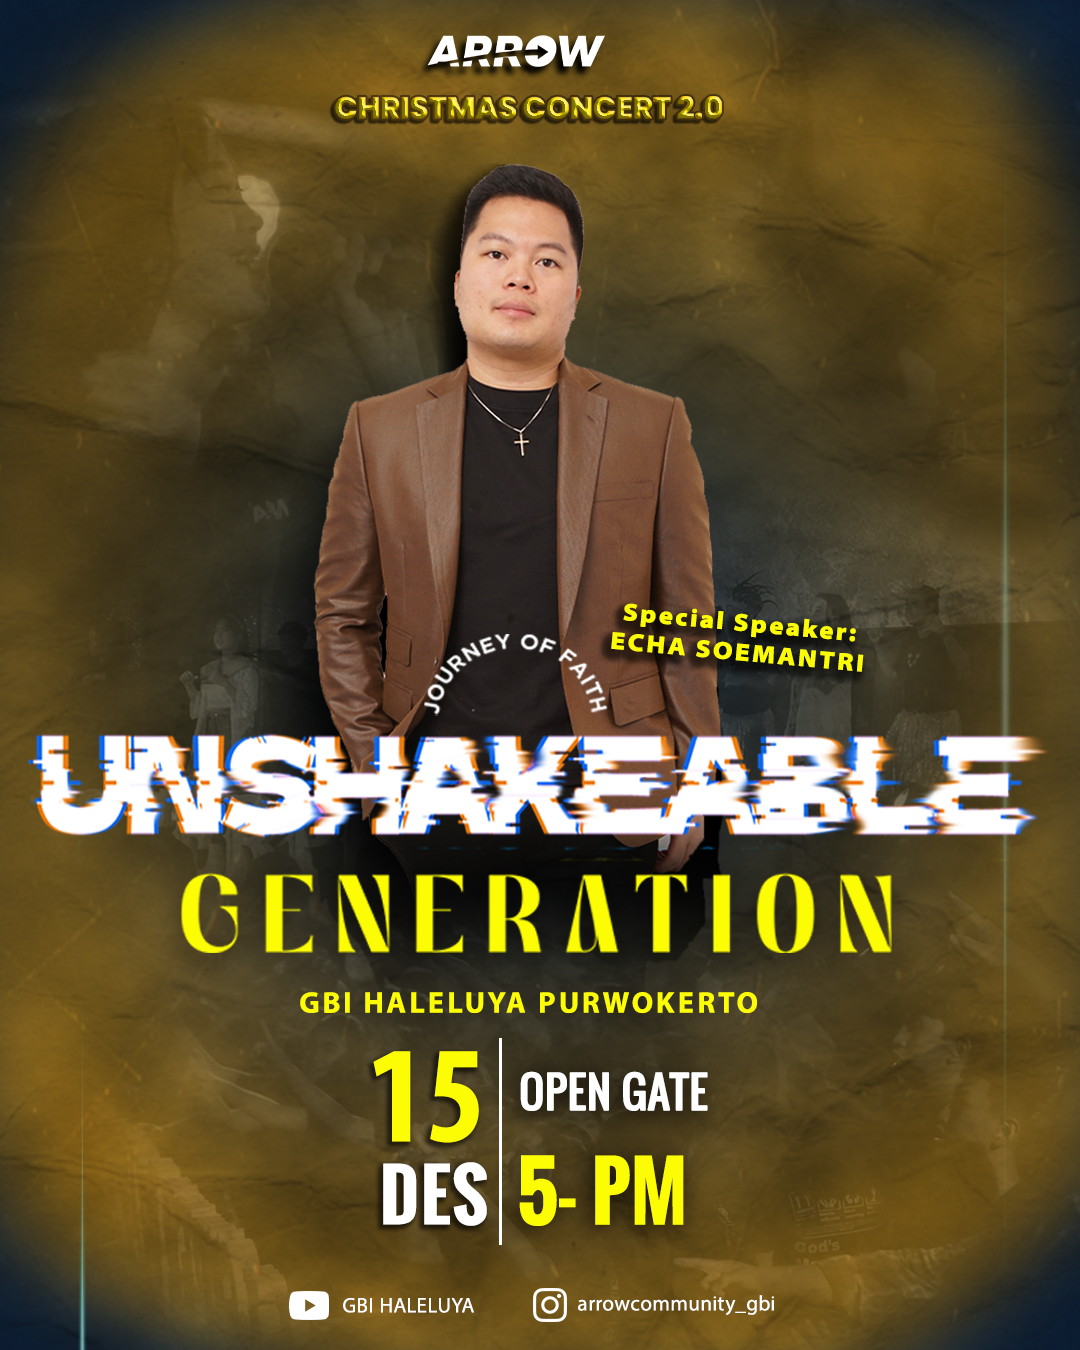 ARROW
CHRISTMAS CONCERT 2.0
Special Speaker:
ECHA SOEMANTRI
JOURNEY OF FAITH
UNSHAKEABLE
GENERATION
GBI HALELUYA PURWOKERTO
15
DES
OPEN GATE
5- PM
God's
GBI HALELUYA
arrowcommunity_gbi